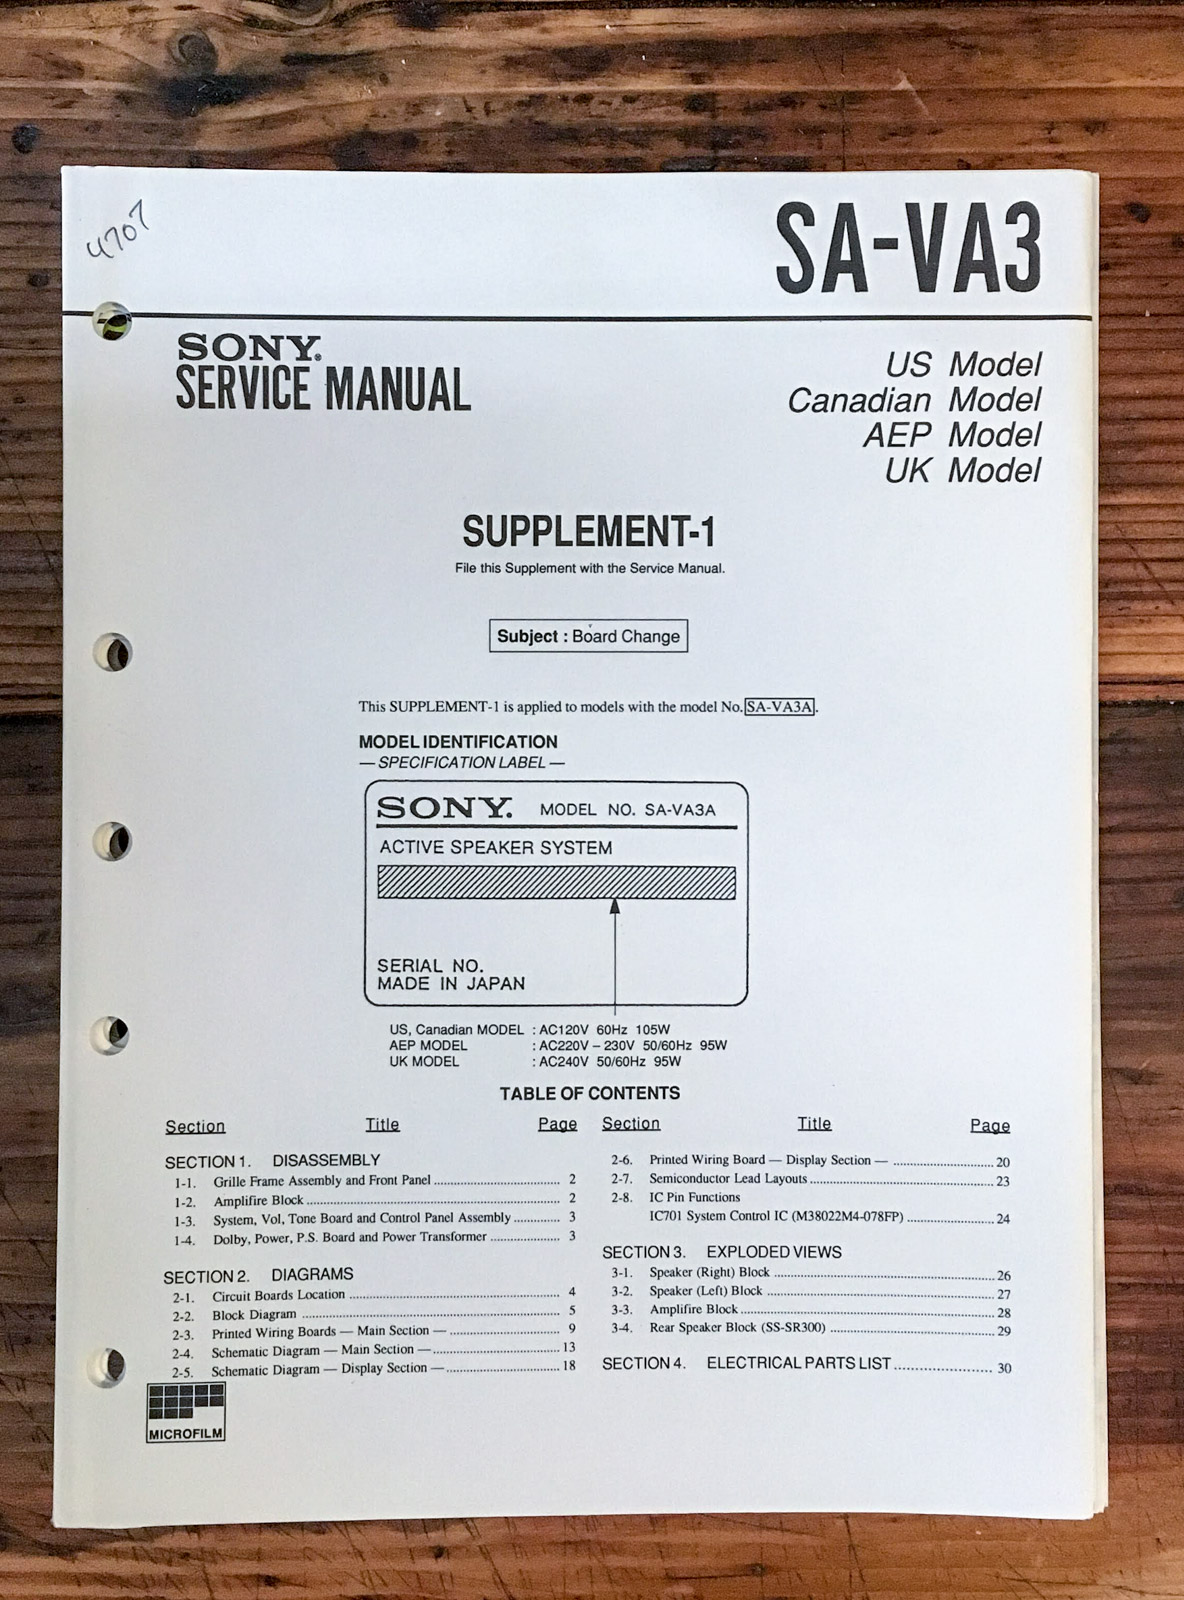 4707
SA-VA3
SONY®
SERVICE MANUAL
US Model
Canadian Model
AEP Model
UK Model
SUPPLEMENT-1
File this Supplement with the Service Manual.
Subject : Board Change
This SUPPLEMENT-1 is applied to models with the model No. SA-VA3A.
MODEL IDENTIFICATION
— SPECIFICATION LABEL —
SONY. MODEL NO. SA-VA3A
ACTIVE SPEAKER SYSTEM
SERIAL NO.
MADE IN JAPAN
US, Canadian MODEL : AC120V 60Hz 105W
AEP MODEL : AC220V – 230V 50/60Hz 95W
UK MODEL : AC240V 50/60Hz 95W
TABLE OF CONTENTS
Section Title Page
SECTION 1. DISASSEMBLY
1-1. Grille Frame Assembly and Front Panel ........ 2
1-2. Amplifire Block ........ 2
1-3. System, Vol, Tone Board and Control Panel Assembly ........ 3
1-4. Dolby, Power, P.S. Board and Power Transformer ........ 3
SECTION 2. DIAGRAMS
2-1. Circuit Boards Location ........ 4
2-2. Block Diagram ........ 5
2-3. Printed Wiring Boards — Main Section — ........ 9
2-4. Schematic Diagram — Main Section — ........ 13
2-5. Schematic Diagram — Display Section — ........ 18
Section Title Page
2-6. Printed Wiring Board — Display Section — ........ 20
2-7. Semiconductor Lead Layouts ........ 23
2-8. IC Pin Functions
IC701 System Control IC (M38022M4-078FP) ........ 24
SECTION 3. EXPLODED VIEWS
3-1. Speaker (Right) Block ........ 26
3-2. Speaker (Left) Block ........ 27
3-3. Amplifire Block ........ 28
3-4. Rear Speaker Block (SS-SR300) ........ 29
SECTION 4. ELECTRICAL PARTS LIST ........ 30
MICROFILM